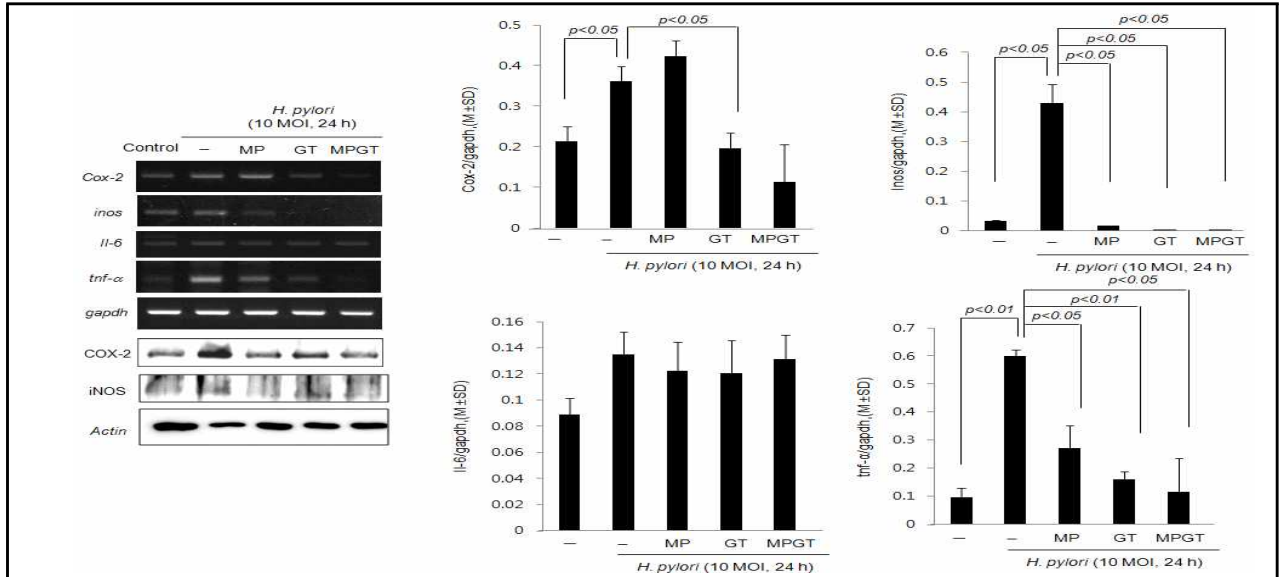 H. pylori
(10 MOI, 24 h)
Control – MP GT MPGT
Cox-2
inos
Il-6
tnf-α
gapdh
COX-2
iNOS
Actin
p<0.05
p<0.05
Cox-2/gapdh,(M±SD)
0.5
0.4
0.3
0.2
0.1
0
– – MP GT MPGT
H. pylori (10 MOI, 24 h)
p<0.05
p<0.05
p<0.05
p<0.05
Inos/gapdh,(M±SD)
0.6
0.5
0.4
0.3
0.2
0.1
0
– – MP GT MPGT
H. pylori (10 MOI, 24 h)
Il-6/gapdh,(M±SD)
0.16
0.14
0.12
0.1
0.08
0.06
0.04
0.02
0
– – MP GT MPGT
H. pylori (10 MOI, 24 h)
p<0.05
p<0.01
p<0.01
p<0.05
tnf-α/gapdh,(M±SD)
0.7
0.6
0.5
0.4
0.3
0.2
0.1
0
– – MP GT MPGT
H. pylori (10 MOI, 24 h)